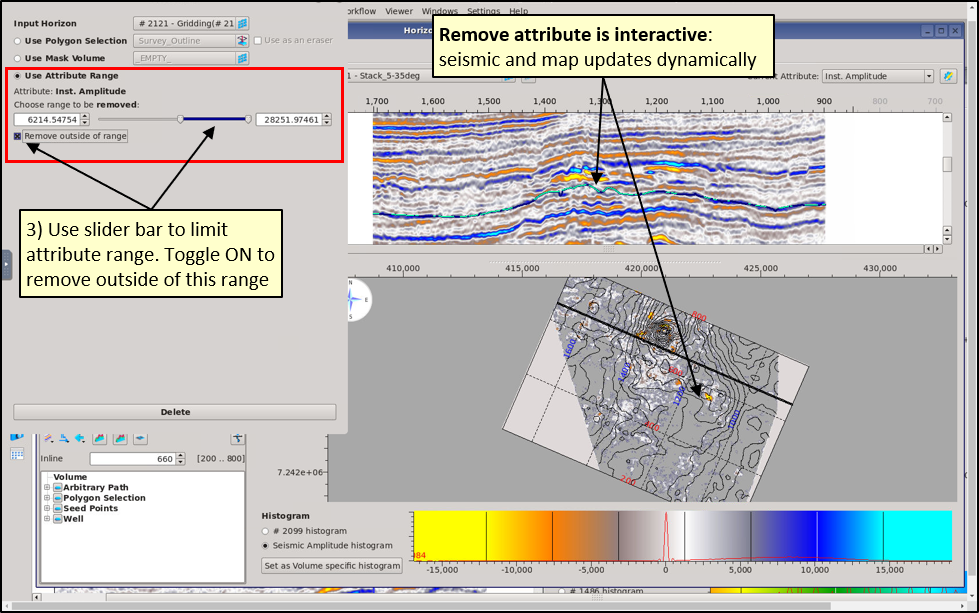 orkflow Viewer Windows Settings Help
Input Horizon # 2121 - Gridding(# 21
Use Polygon Selection Survey_Outline Use as an eraser
Use Mask Volume _EMPTY_
Use Attribute Range
Attribute: Inst. Amplitude
Choose range to be removed:
6214.54754 28251.97461
Remove outside of range
3) Use slider bar to limit
attribute range. Toggle ON to
remove outside of this range
Delete
Horizo
Remove attribute is interactive:
seismic and map updates dynamically
1 - Stack_5-35deg
Attribute: Inst. Amplitude
1,700 1,600 1,500 1,400 1,300 1,200 1,100 1,000 900 800 700
410,000 415,000 420,000 425,000 430,000
N
E
S
800
1600
1400
1200
1000
200
7.242e+06
Inline 660 [200 .. 800]
Volume
Arbitrary Path
Polygon Selection
Seed Points
Well
Histogram
# 2099 histogram
Seismic Amplitude histogram
Set as Volume specific histogram
-15,000 -10,000 -5,000 0 5,000 10,000 15,000
# 1486 histogram